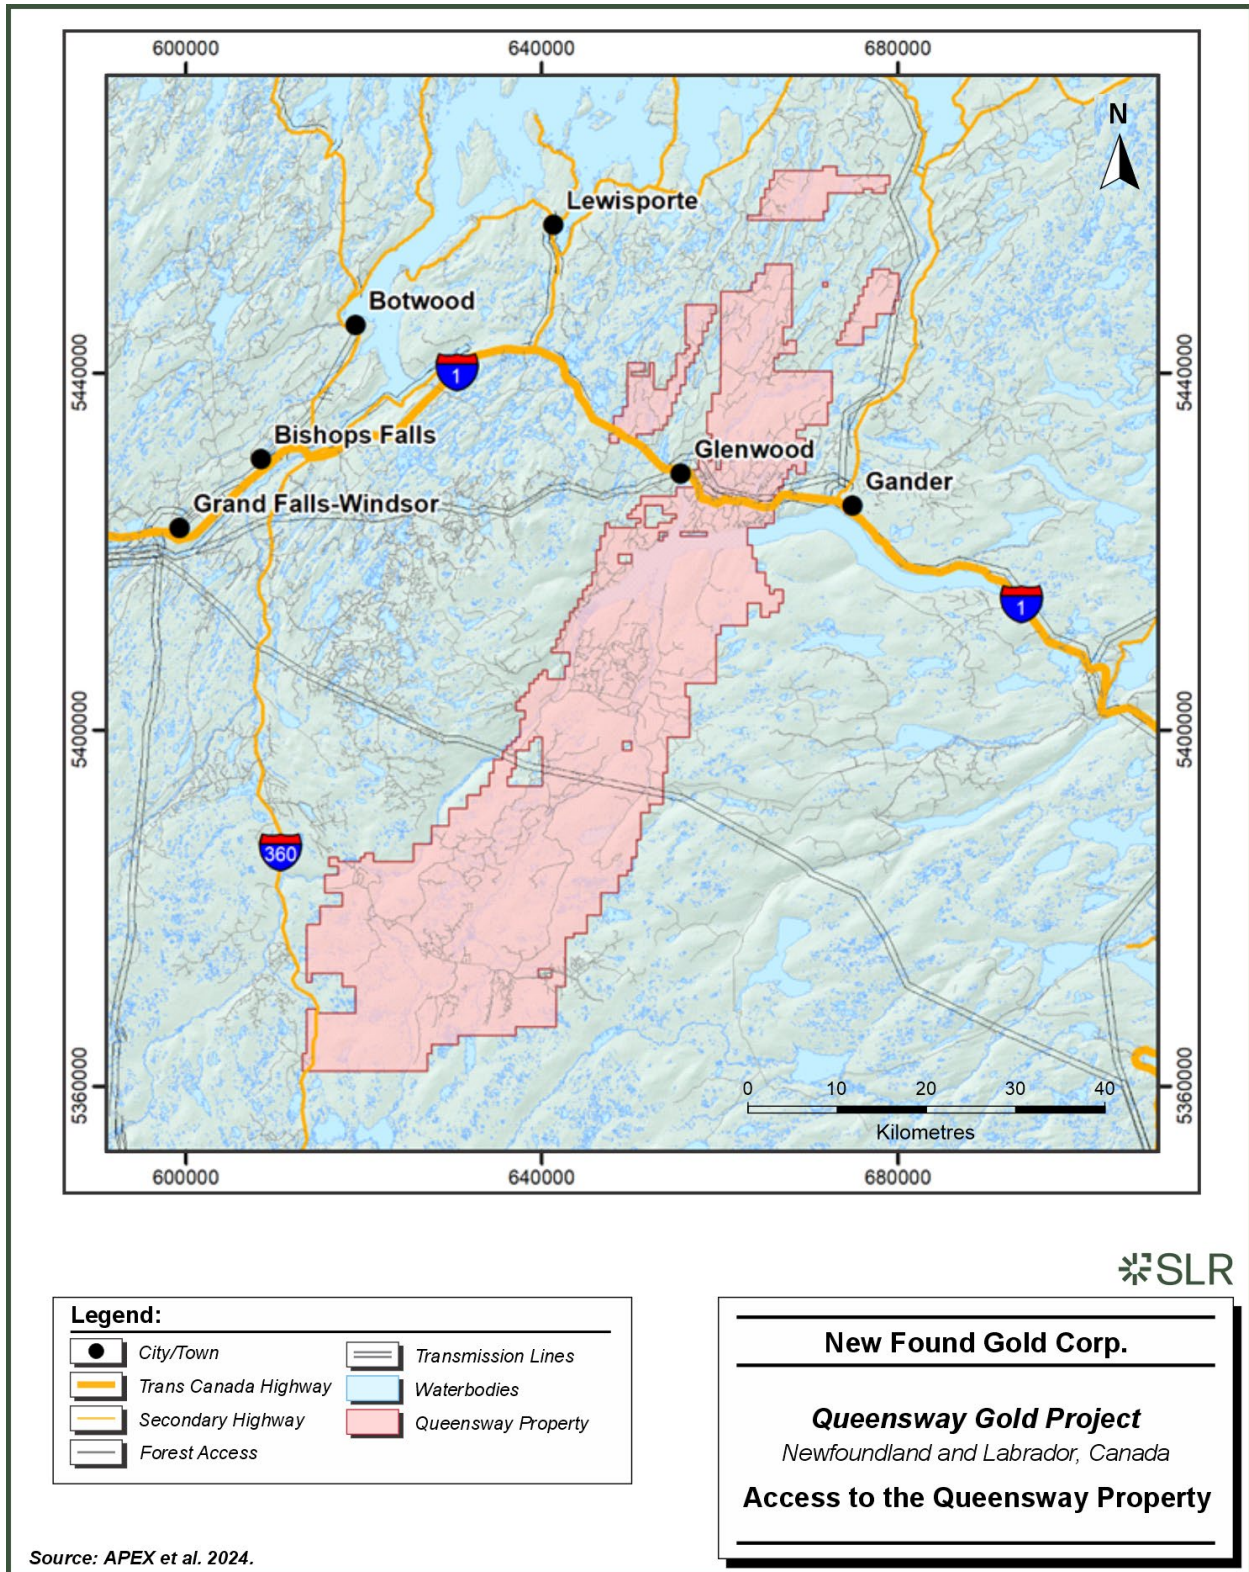 600000 640000 680000
N
Lewisporte
Botwood
5440000
5440000
1
Bishops Falls
Glenwood
Gander
Grand Falls-Windsor
1
5400000
5400000
360
5360000
5360000
0 10 20 30 40
Kilometres
600000 640000 680000
SLR
Legend:
City/Town
Trans Canada Highway
Secondary Highway
Forest Access
Transmission Lines
Waterbodies
Queensway Property
New Found Gold Corp.
Queensway Gold Project
Newfoundland and Labrador, Canada
Access to the Queensway Property
Source: APEX et al. 2024.